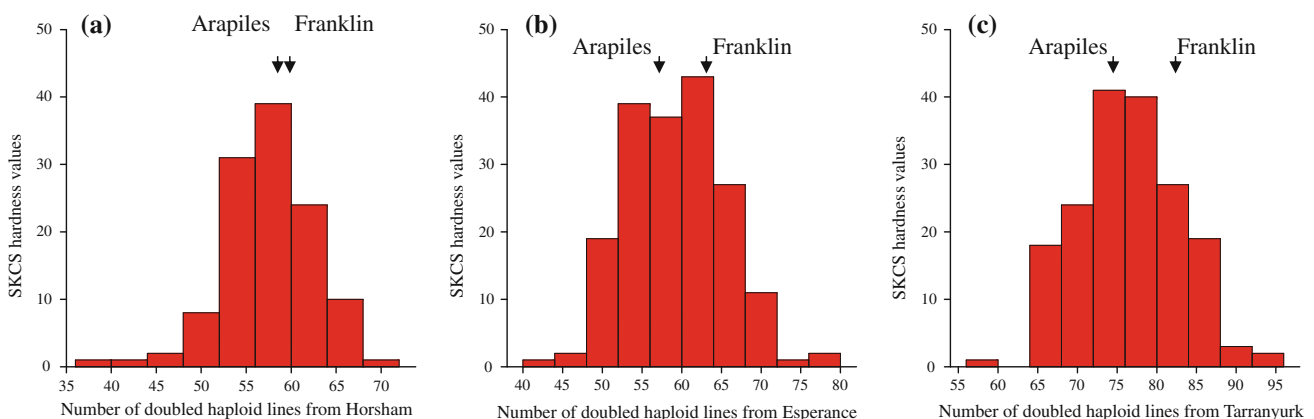 (a)
Arapiles Franklin
SKCS hardness values
50
40
30
20
10
0
35 40 45 50 55 60 65 70
Number of doubled haploid lines from Horsham
(b)
Arapiles Franklin
SKCS hardness values
50
40
30
20
10
0
40 45 50 55 60 65 70 75 80
Number of doubled haploid lines from Esperance
(c)
Arapiles Franklin
SKCS hardness values
50
40
30
20
10
0
55 60 65 70 75 80 85 90 95
Number of doubled haploid lines from Tarranyurk